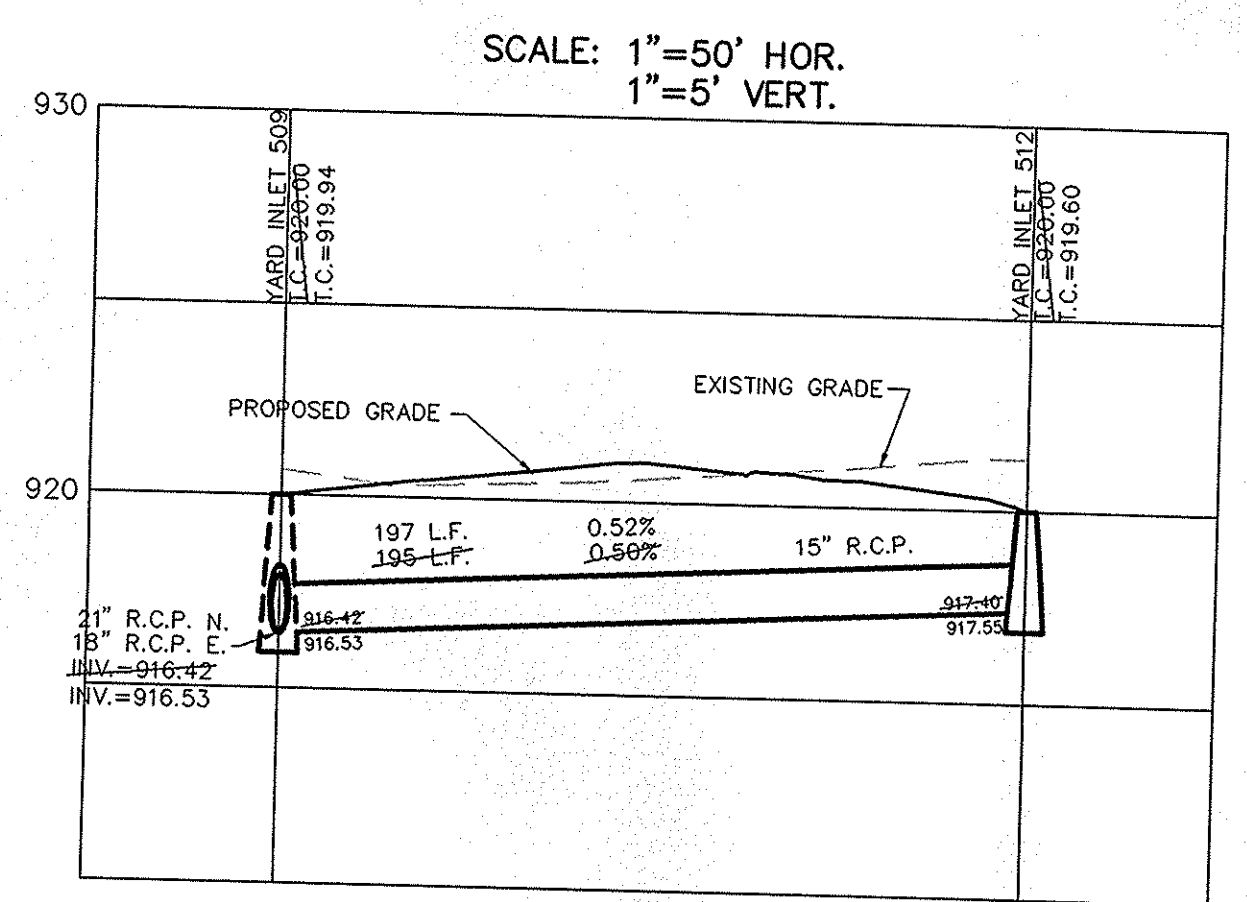 SCALE: 1"=50' HOR.
1"=5' VERT.
930
YARD INLET 509
T.C.=920.00
T.C.=919.94
YARD INLET 512
T.C.=920.00
T.C.=919.60
PROPOSED GRADE
EXISTING GRADE
920
197 L.F.
195 L.F.
0.52%
0.50%
15" R.C.P.
21" R.C.P. N.
18" R.C.P. E.
INV.=916.42
INV.=916.53
916.42
916.53
917.40
917.55